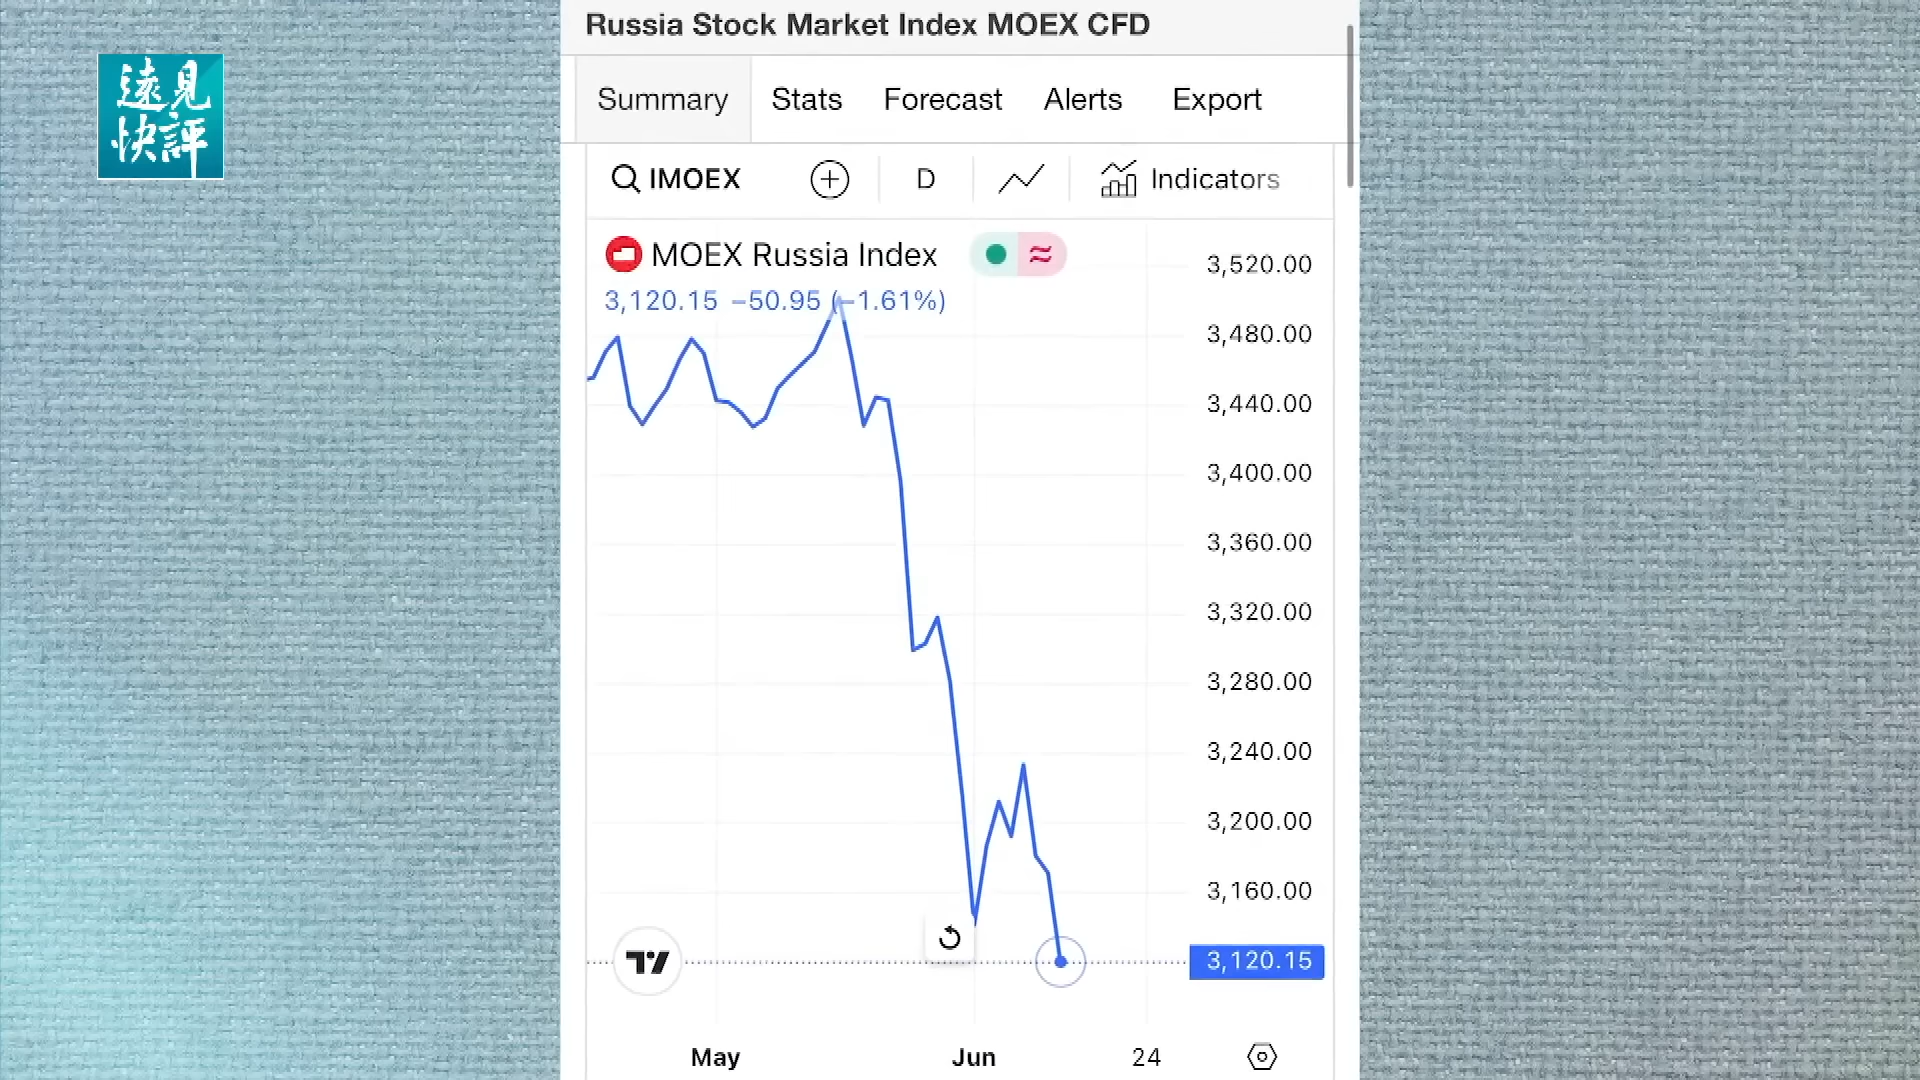 Russia Stock Market Index MOEX CFD
遠見
快評
Summary Stats Forecast Alerts Export
IMOEX D Indicators
MOEX Russia Index
3,120.15 −50.95 (−1.61%)
3,520.00
3,480.00
3,440.00
3,400.00
3,360.00
3,320.00
3,280.00
3,240.00
3,200.00
3,160.00
3,120.15
May Jun 24